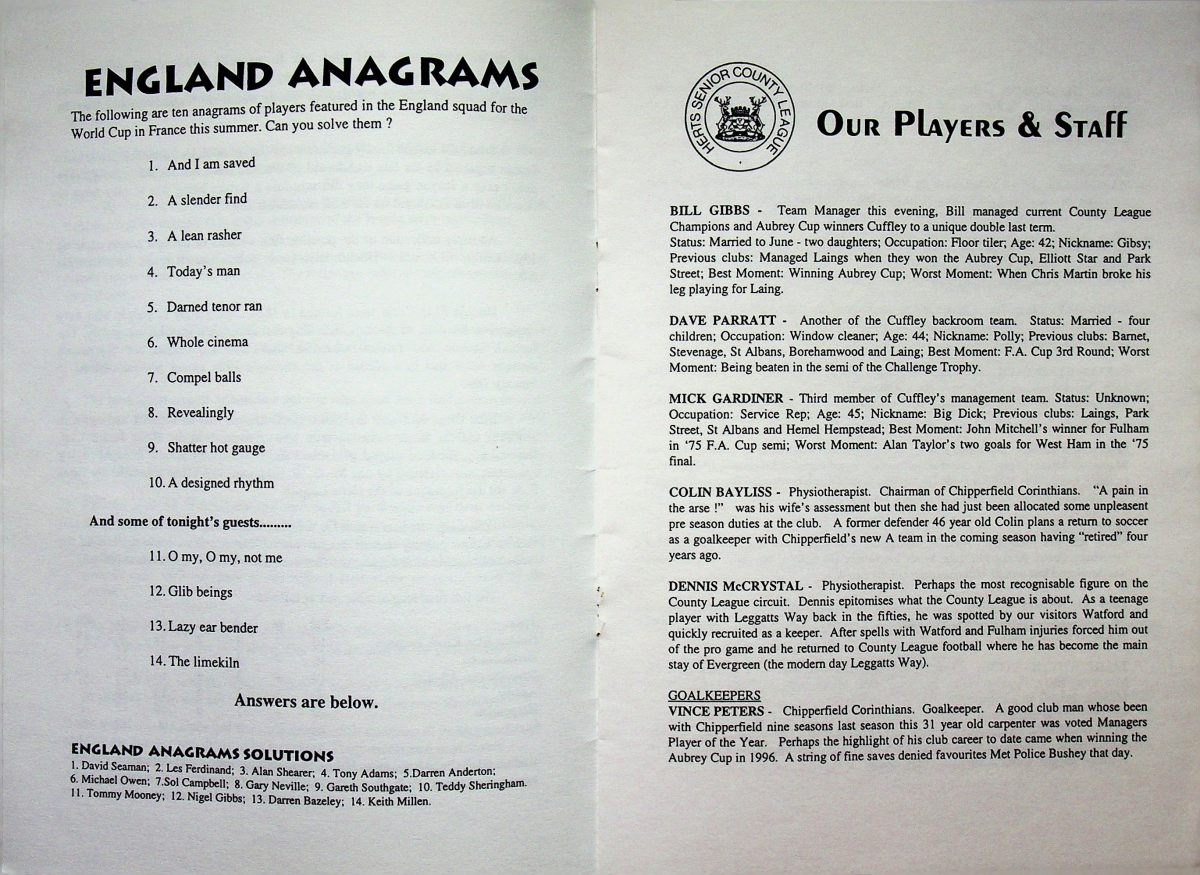 ENGLAND ANAGRAMS
The following are ten anagrams of players featured in the England squad for the
World Cup in France this summer. Can you solve them ?
1. And I am saved
2. A slender find
3. A lean rasher
4. Today's man
5. Darned tenor ran
6. Whole cinema
7. Compel balls
8. Revealingly
9. Shatter hot gauge
10. A designed rhythm
And some of tonight's guests.........
11. O my, O my, not me
12. Glib beings
13. Lazy ear bender
14. The limekiln
Answers are below.
ENGLAND ANAGRAMS SOLUTIONS
1. David Seaman; 2. Les Ferdinand; 3. Alan Shearer; 4. Tony Adams; 5.Darren Anderton;
6. Michael Owen; 7.Sol Campbell; 8. Gary Neville; 9. Gareth Southgate; 10. Teddy Sheringham.
11. Tommy Mooney; 12. Nigel Gibbs; 13. Darren Bazeley; 14. Keith Millen.
HERTS SENIOR COUNTY LEAGUE
OUR PLAYERS & STAFF
BILL GIBBS - Team Manager this evening, Bill managed current County League
Champions and Aubrey Cup winners Cuffley to a unique double last term.
Status: Married to June - two daughters; Occupation: Floor tiler; Age: 42; Nickname: Gibsy;
Previous clubs: Managed Laings when they won the Aubrey Cup, Elliott Star and Park
Street; Best Moment: Winning Aubrey Cup; Worst Moment: When Chris Martin broke his
leg playing for Laing.
DAVE PARRATT - Another of the Cuffley backroom team. Status: Married - four
children; Occupation: Window cleaner; Age: 44; Nickname: Polly; Previous clubs: Barnet,
Stevenage, St Albans, Borehamwood and Laing; Best Moment: F.A. Cup 3rd Round; Worst
Moment: Being beaten in the semi of the Challenge Trophy.
MICK GARDINER - Third member of Cuffley's management team. Status: Unknown;
Occupation: Service Rep; Age: 45; Nickname: Big Dick; Previous clubs: Laings, Park
Street, St Albans and Hemel Hempstead; Best Moment: John Mitchell's winner for Fulham
in '75 F.A. Cup semi; Worst Moment: Alan Taylor's two goals for West Ham in the '75
final.
COLIN BAYLISS - Physiotherapist. Chairman of Chipperfield Corinthians. "A pain in
the arse !" was his wife's assessment but then she had just been allocated some unpleasent
pre season duties at the club. A former defender 46 year old Colin plans a return to soccer
as a goalkeeper with Chipperfield's new A team in the coming season having "retired" four
years ago.
DENNIS McCRYSTAL - Physiotherapist. Perhaps the most recognisable figure on the
County League circuit. Dennis epitomises what the County League is about. As a teenage
player with Leggatts Way back in the fifties, he was spotted by our visitors Watford and
quickly recruited as a keeper. After spells with Watford and Fulham injuries forced him out
of the pro game and he returned to County League football where he has become the main
stay of Evergreen (the modern day Leggatts Way).
GOALKEEPERS
VINCE PETERS - Chipperfield Corinthians. Goalkeeper. A good club man whose been
with Chipperfield nine seasons last season this 31 year old carpenter was voted Managers
Player of the Year. Perhaps the highlight of his club career to date came when winning the
Aubrey Cup in 1996. A string of fine saves denied favourites Met Police Bushey that day.